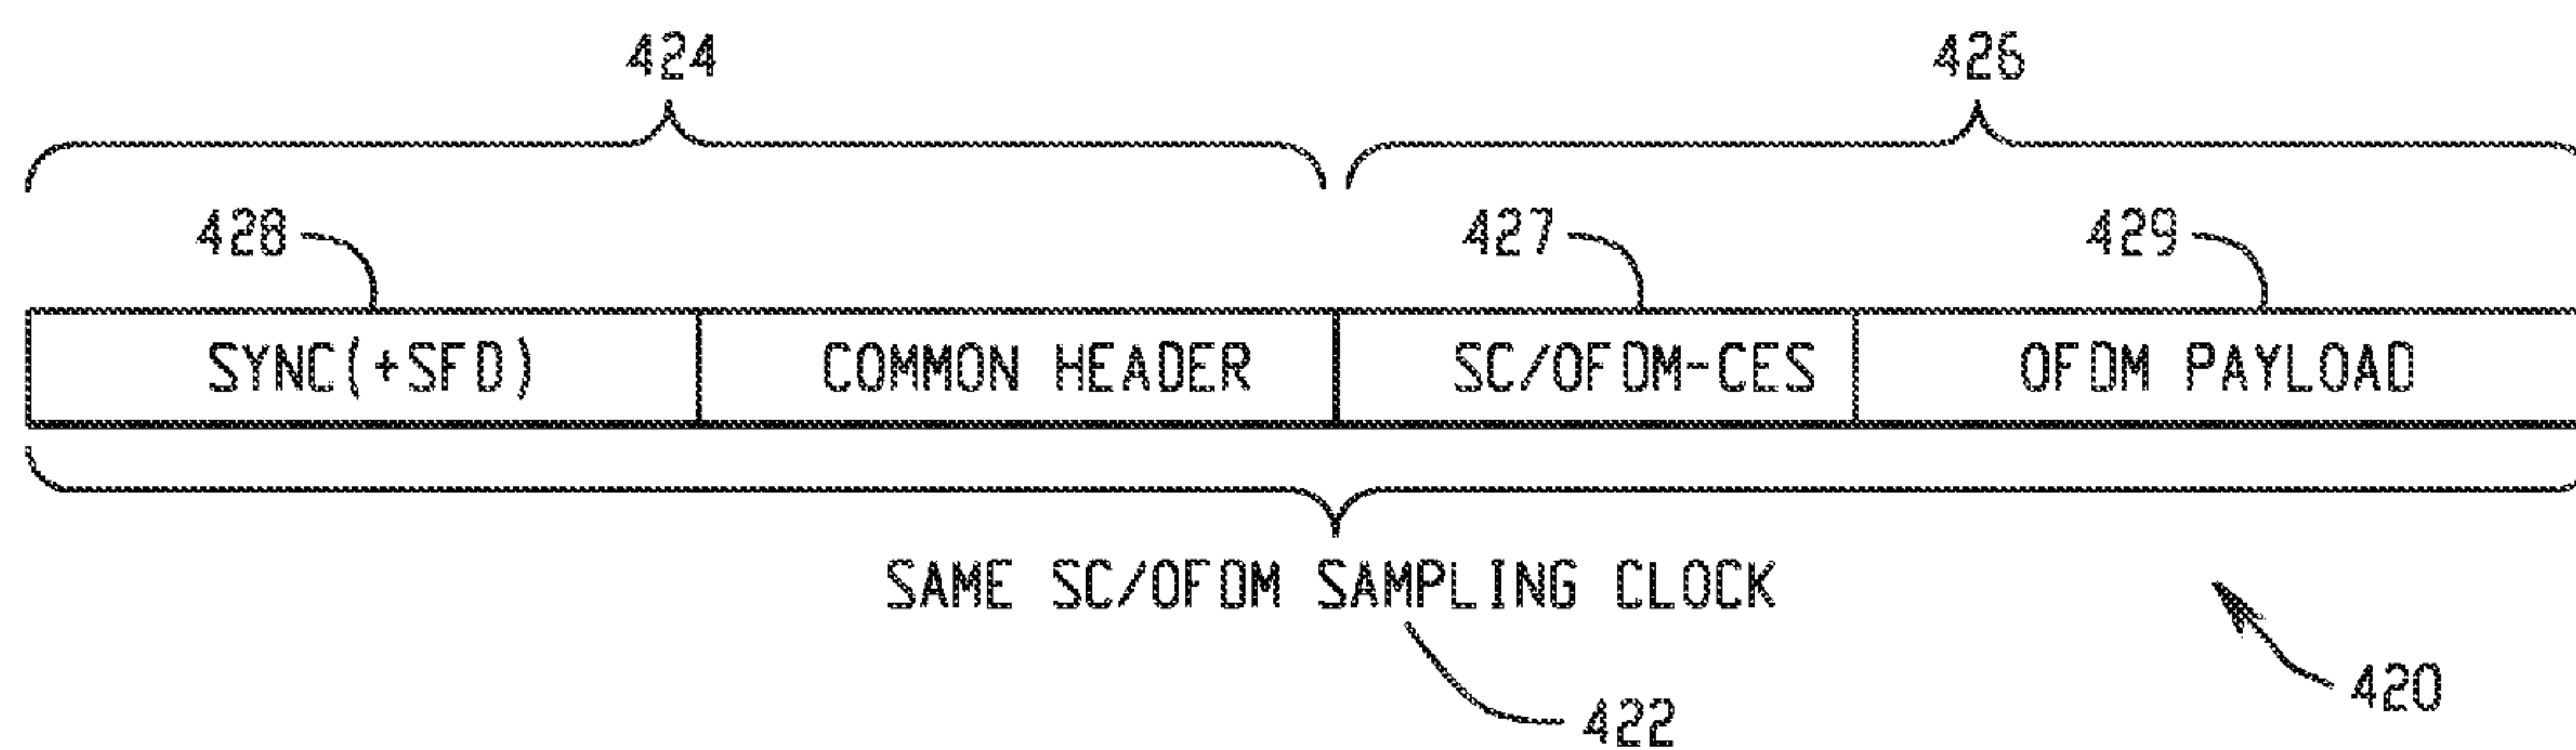 424 426
428 427 429
SYNC(+SFD) COMMON HEADER SC/OFDM-CES OFDM PAYLOAD
SAME SC/OFDM SAMPLING CLOCK
420
422